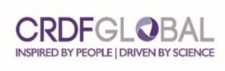 CRDFGLOBAL
INSPIRED BY PEOPLE | DRIVEN BY SCIENCE